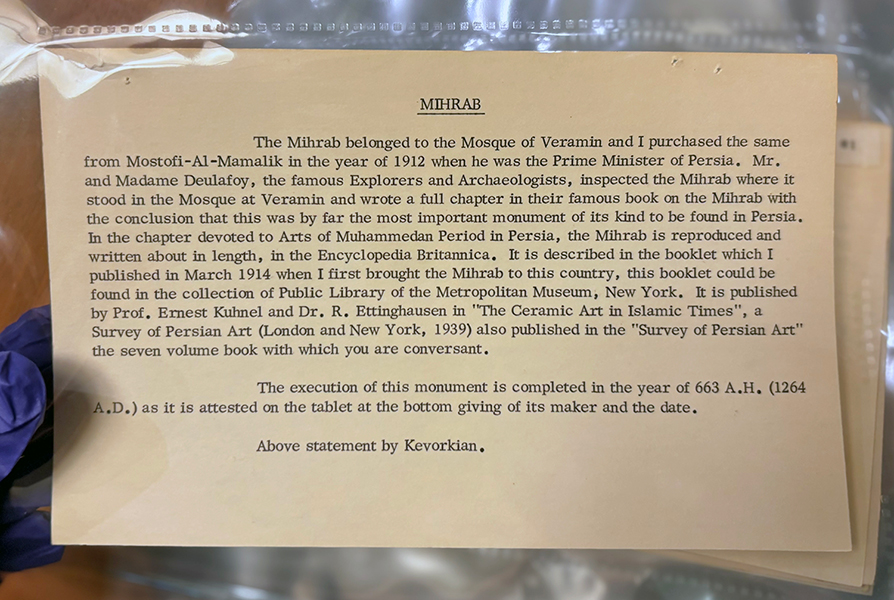 MIHRAB
The Mihrab belonged to the Mosque of Veramin and I purchased the same
from Mostofi-Al-Mamalik in the year of 1912 when he was the Prime Minister of Persia. Mr.
and Madame Deulafoy, the famous Explorers and Archaeologists, inspected the Mihrab where it
stood in the Mosque at Veramin and wrote a full chapter in their famous book on the Mihrab with
the conclusion that this was by far the most important monument of its kind to be found in Persia.
In the chapter devoted to Arts of Muhammedan Period in Persia, the Mihrab is reproduced and
written about in length, in the Encyclopedia Britannica. It is described in the booklet which I
published in March 1914 when I first brought the Mihrab to this country, this booklet could be
found in the collection of Public Library of the Metropolitan Museum, New York. It is published
by Prof. Ernest Kuhnel and Dr. R. Ettinghausen in "The Ceramic Art in Islamic Times", a
Survey of Persian Art (London and New York, 1939) also published in the "Survey of Persian Art"
the seven volume book with which you are conversant.
The execution of this monument is completed in the year of 663 A.H. (1264
A.D.) as it is attested on the tablet at the bottom giving of its maker and the date.
Above statement by Kevorkian.